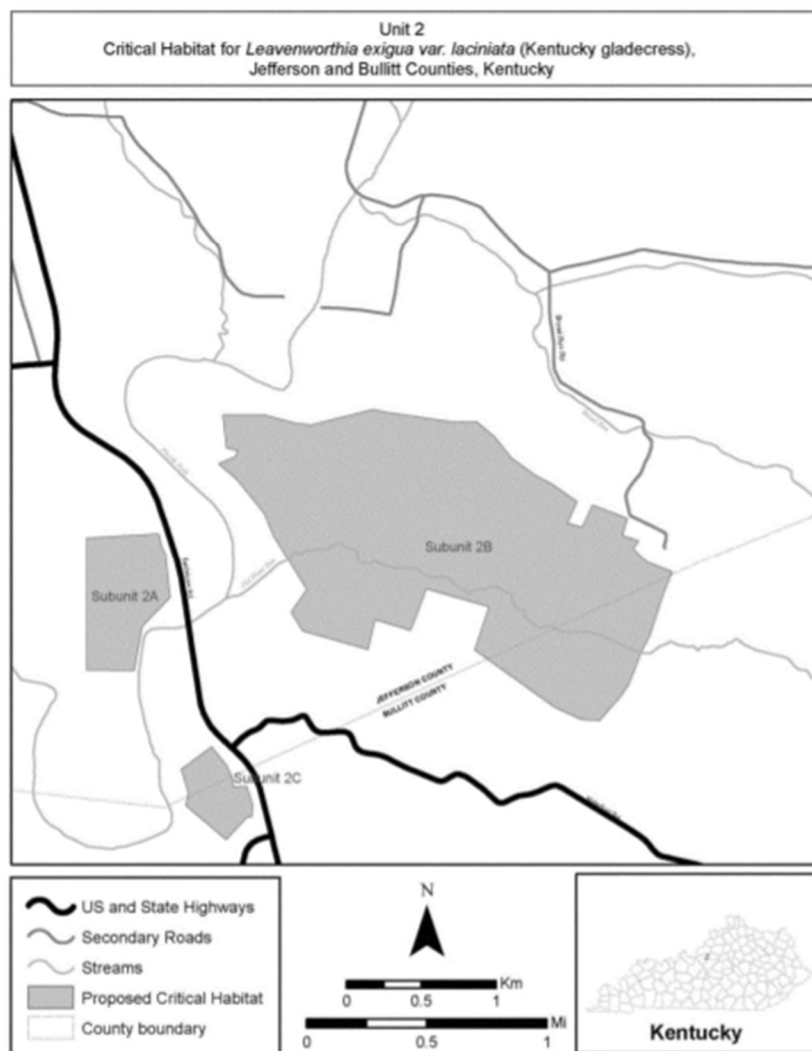 Unit 2
Critical Habitat for Leavenworthia exigua var. laciniata (Kentucky gladecress),
Jefferson and Bullitt Counties, Kentucky
Subunit 2B
Subunit 2A
JEFFERSON COUNTY
BULLITT COUNTY
Subunit 2C
US and State Highways
Secondary Roads
Streams
Proposed Critical Habitat
County boundary
N
Km
0 0.5 1
Mi
0 0.5 1
2
Kentucky